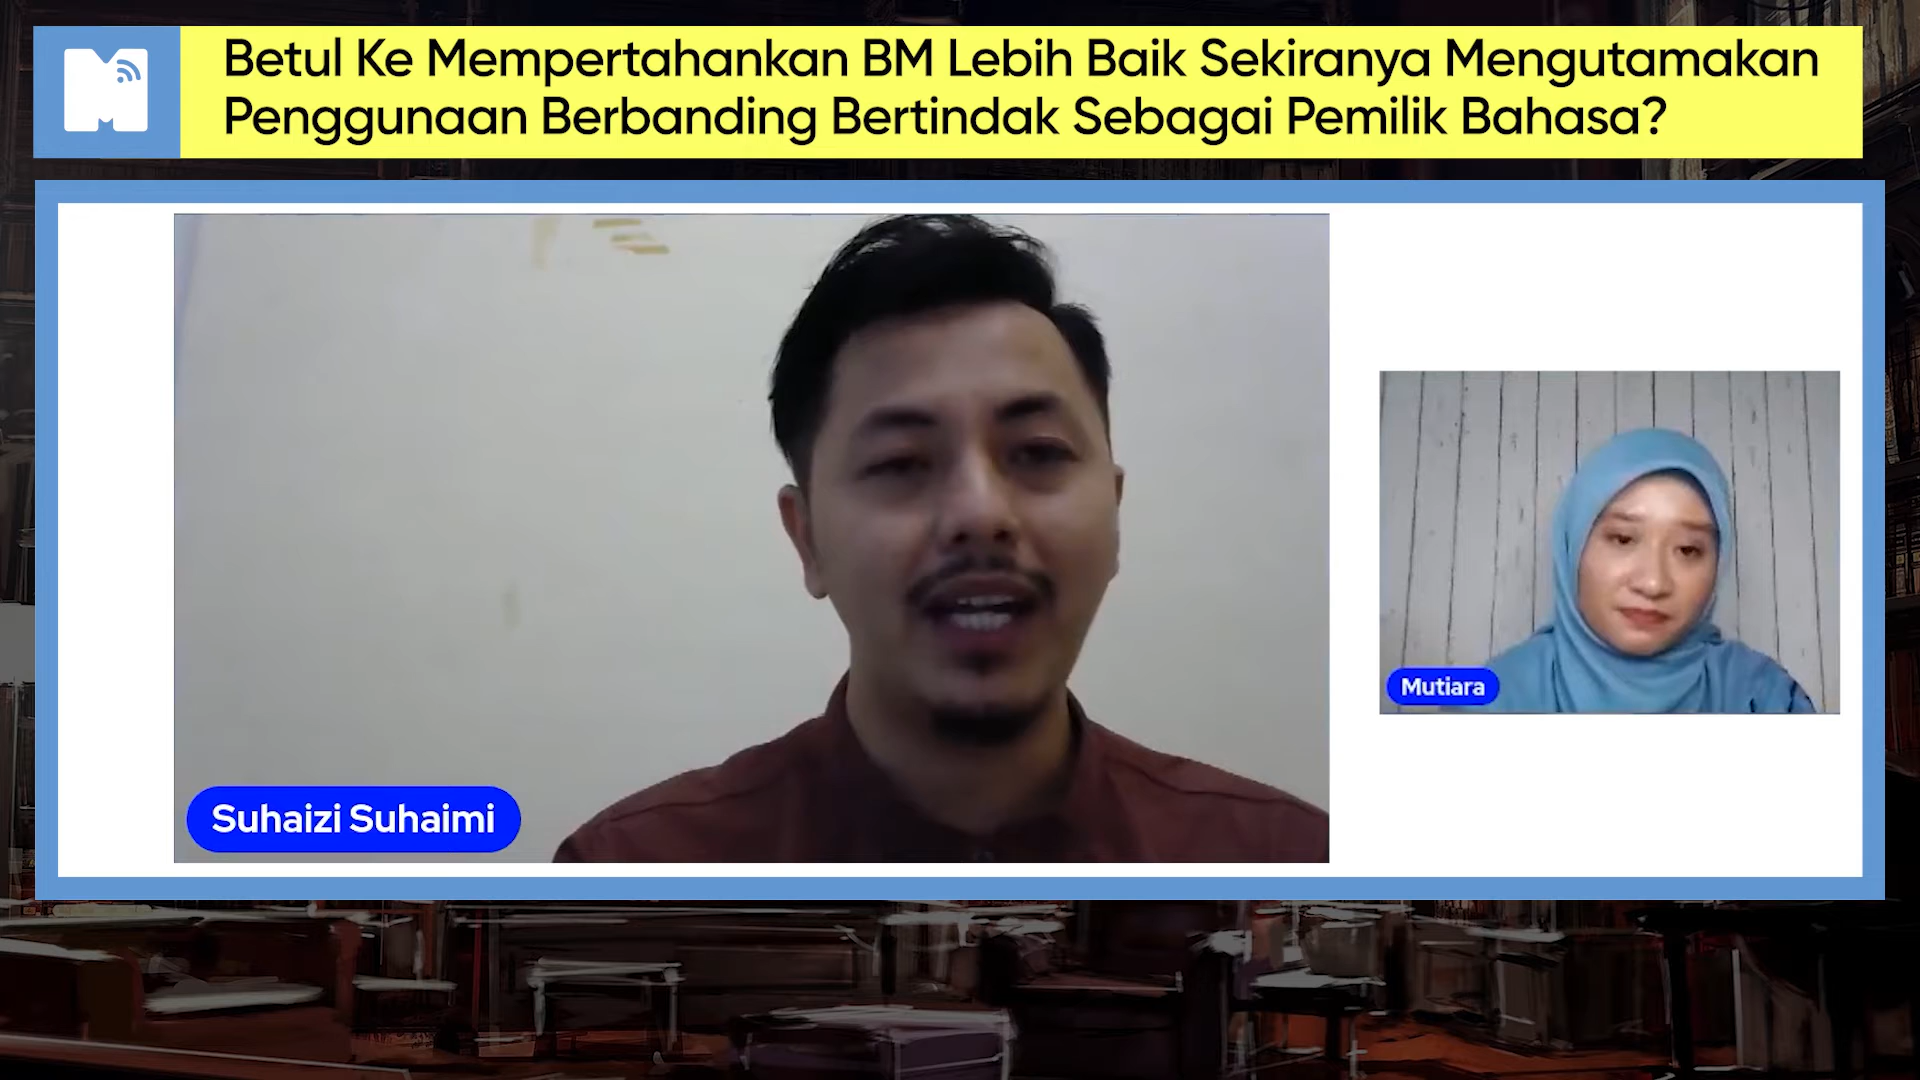 Betul Ke Mempertahankan BM Lebih Baik Sekiranya Mengutamakan
Penggunaan Berbanding Bertindak Sebagai Pemilik Bahasa?
Suhaizi Suhaimi
Mutiara